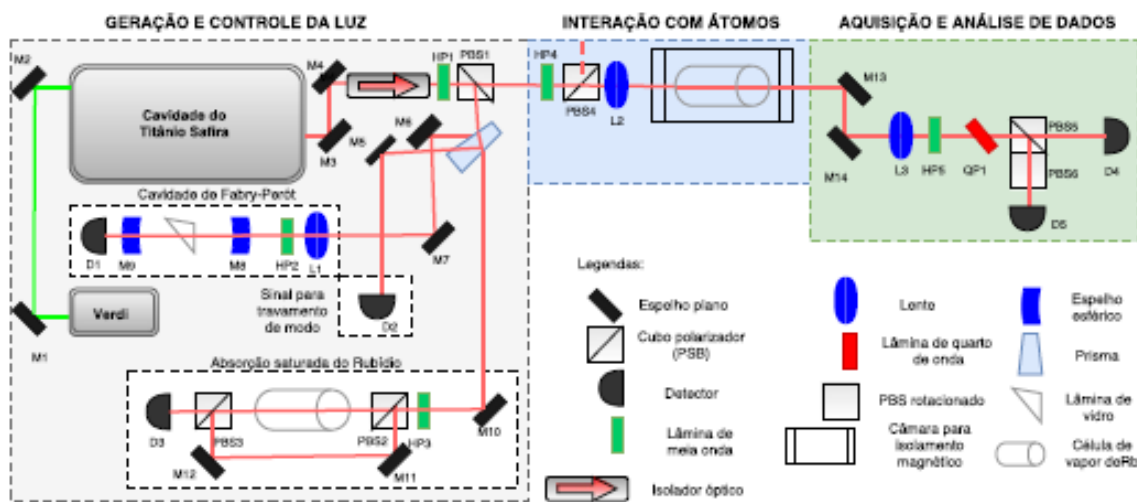 GERAÇÃO E CONTROLE DA LUZ
INTERAÇÃO COM ÁTOMOS
AQUISIÇÃO E ANÁLISE DE DADOS
M2
Cavidade do
Titânio Safira
M4
M3
HP1
PBS1
M5
M6
HP4
PBS4
L2
M13
M14
L3
HP5
QP1
PBS5
PBS6
D4
D5
Cavidade de Fabry-Perót
D1
M9
M8
HP2
L1
M7
Verdi
M1
Sinal para
travamento
de modo
D2
Absorção saturada do Rubídio
D3
PBS3
PBS2
HP3
M10
M12
M11
Legendas:
Espelho plano
Cubo polarizador
(PSB)
Detector
Lâmina de
meia onda
Isolador óptico
Lente
Lâmina de quarto
de onda
PBS rotacionado
Câmara para
isolamento
magnético
Espelho
esférico
Prisma
Lâmina de
vidro
Célula de
vapor deRb